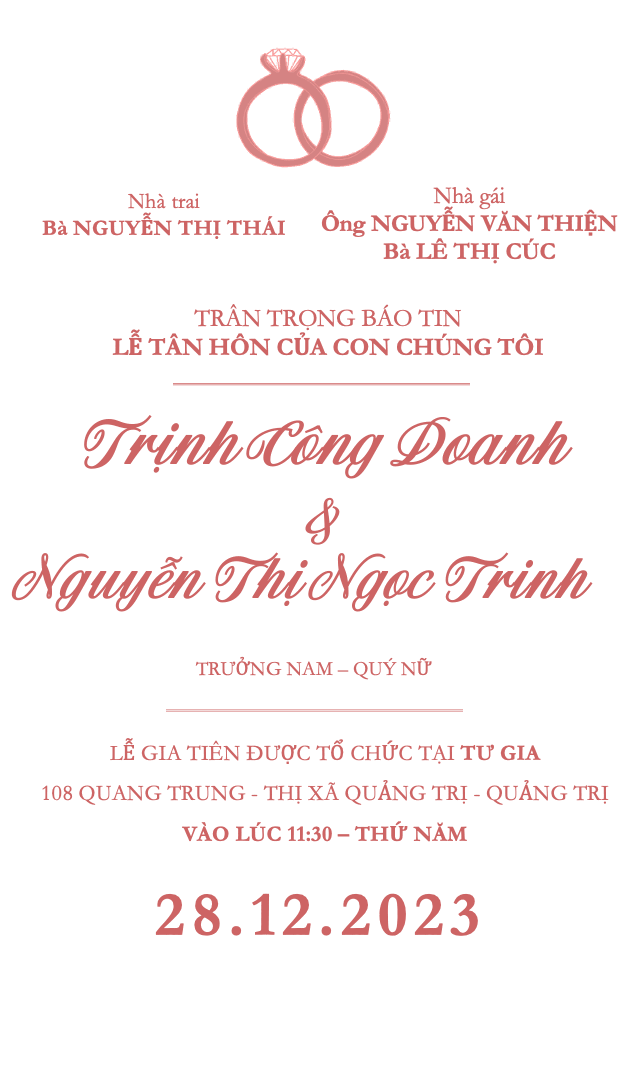 Nhà trai
Bà NGUYỄN THỊ THÁI
Nhà gái
Ông NGUYỄN VĂN THIỆN
Bà LÊ THỊ CÚC
TRÂN TRỌNG BÁO TIN
LỄ TÂN HÔN CỦA CON CHÚNG TÔI
Trịnh Công Doanh
&
Nguyễn Thị Ngọc Trinh
TRƯỞNG NAM – QUÝ NỮ
LỄ GIA TIÊN ĐƯỢC TỔ CHỨC TẠI TƯ GIA
108 QUANG TRUNG - THỊ XÃ QUẢNG TRỊ - QUẢNG TRỊ
VÀO LÚC 11:30 – THỨ NĂM
28.12.2023